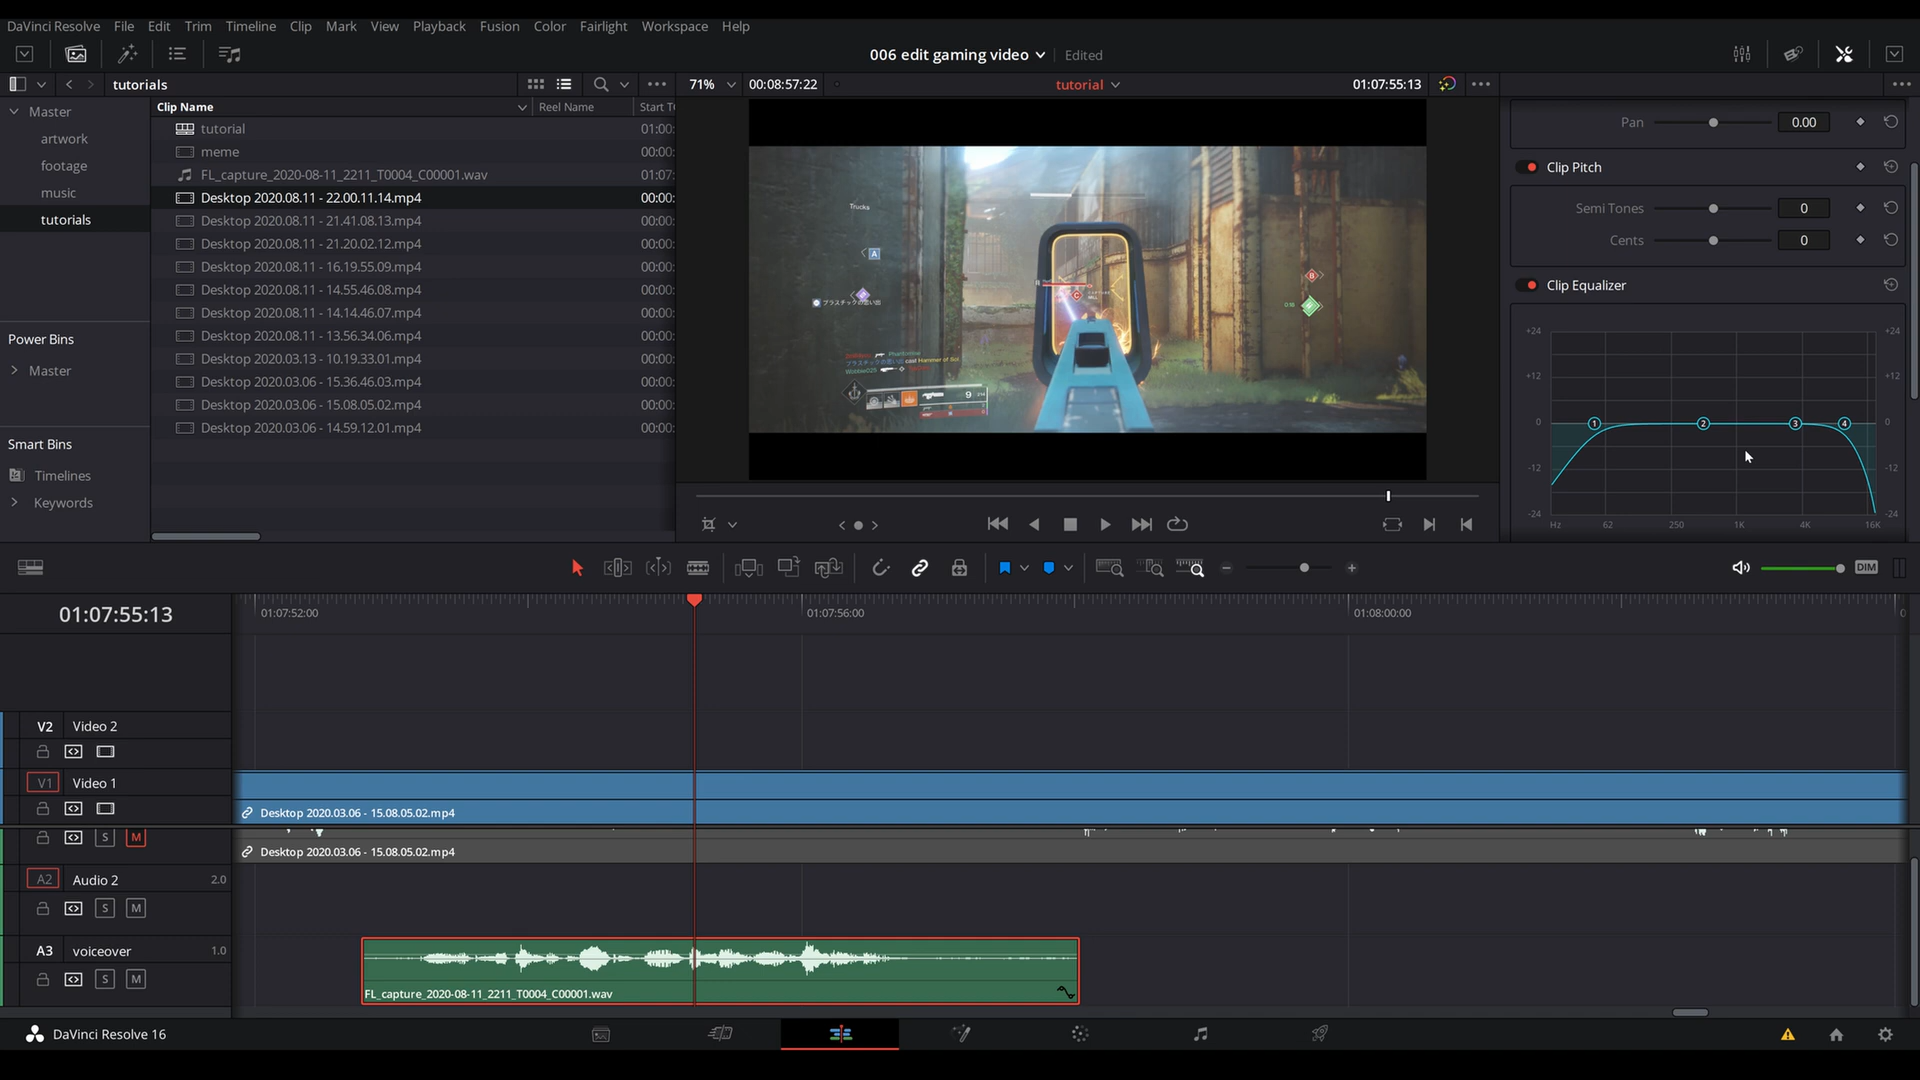 DaVinci Resolve File Edit Trim Timeline Clip Mark View Playback Fusion Color Fairlight Workspace Help
006 edit gaming video Edited
tutorials
71% 00:08:57:22 tutorial 01:07:55:13
Master
artwork
footage
music
tutorials
Power Bins
Master
Smart Bins
Timelines
Keywords
Clip Name Reel Name Start T
tutorial 01:00:
meme 00:00:
FL_capture_2020-08-11_2211_T0004_C00001.wav 01:07:
Desktop 2020.08.11 - 22.00.11.14.mp4 00:00:
Desktop 2020.08.11 - 21.41.08.13.mp4 00:00:
Desktop 2020.08.11 - 21.20.02.12.mp4 00:00:
Desktop 2020.08.11 - 16.19.55.09.mp4 00:00:
Desktop 2020.08.11 - 14.55.46.08.mp4 00:00:
Desktop 2020.08.11 - 14.14.46.07.mp4 00:00:
Desktop 2020.08.11 - 13.56.34.06.mp4 00:00:
Desktop 2020.03.13 - 10.19.33.01.mp4 00:00:
Desktop 2020.03.06 - 15.36.46.03.mp4 00:00:
Desktop 2020.03.06 - 15.08.05.02.mp4 00:00:
Desktop 2020.03.06 - 14.59.12.01.mp4 00:00:
Trucks
A
B
C
cast Hammer of Sol
9
Pan 0.00
Clip Pitch
Semi Tones 0
Cents 0
Clip Equalizer
+24 +24
+12 +12
0 1 2 3 4 0
-12 -12
-24 -24
Hz 62 250 1K 4K 16K
DIM
01:07:55:13
01:07:52:00 01:07:56:00 01:08:00:00 0
V2 Video 2
V1 Video 1
Desktop 2020.03.06 - 15.08.05.02.mp4
S M
Desktop 2020.03.06 - 15.08.05.02.mp4
A2 Audio 2 2.0
S M
A3 voiceover 1.0
S M
FL_capture_2020-08-11_2211_T0004_C00001.wav
DaVinci Resolve 16